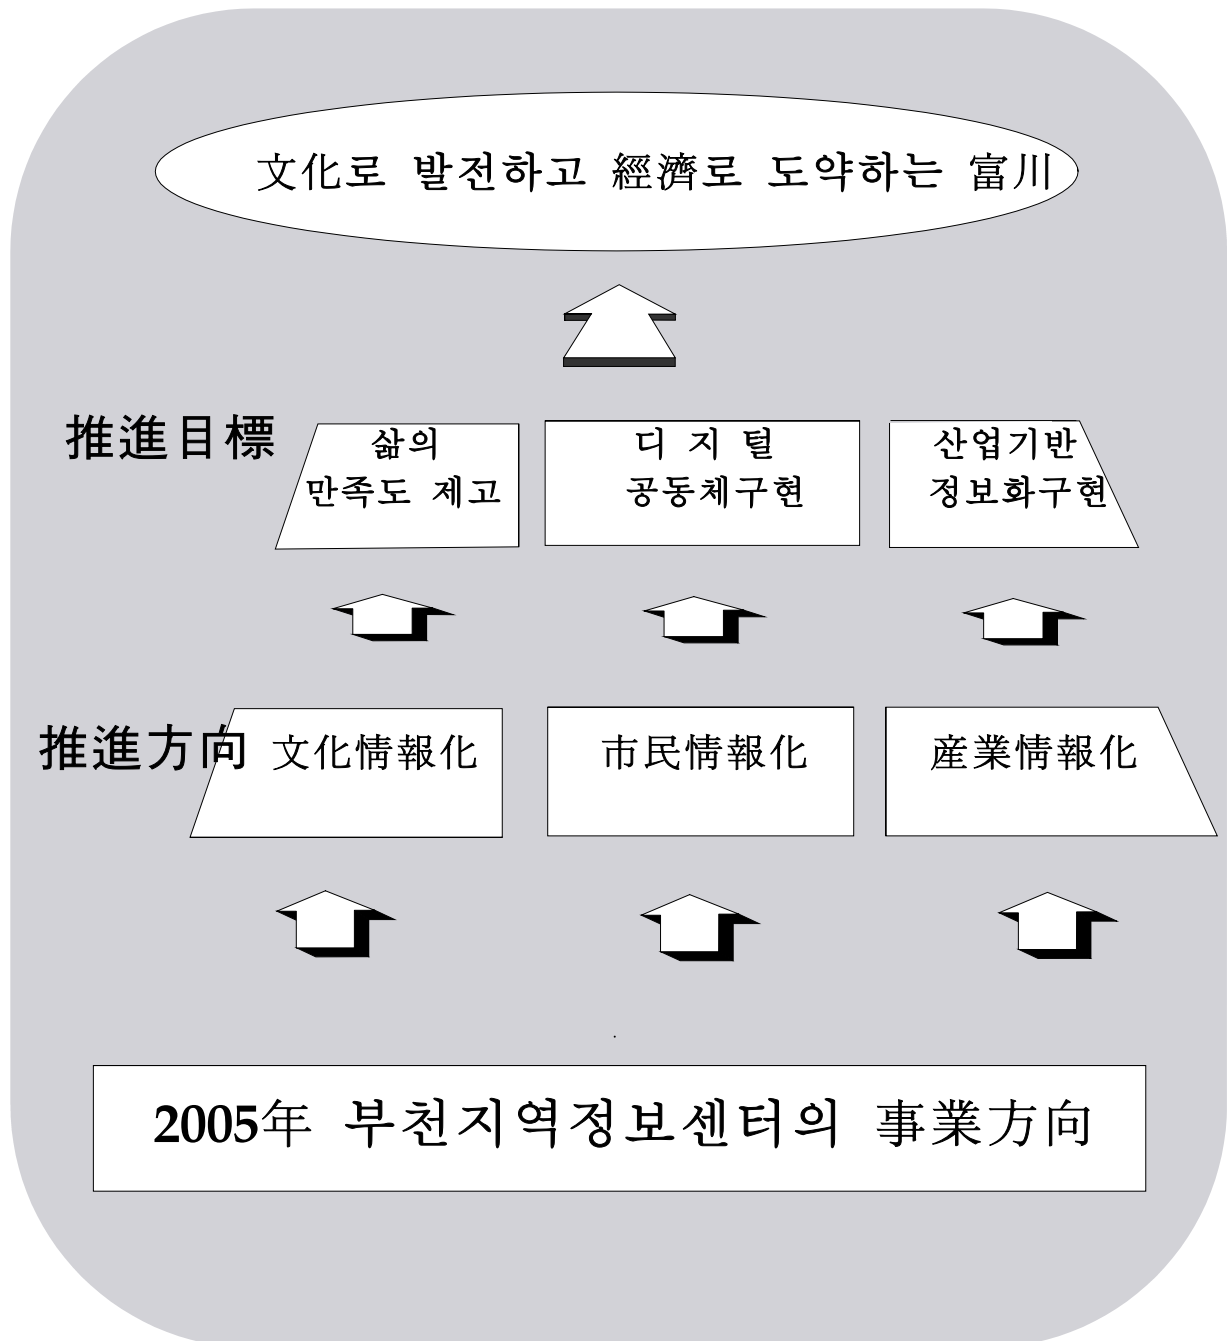 文化로 발전하고 經濟로 도약하는 富川
推進目標
삶의
만족도 제고
디 지 털
공동체구현
산업기반
정보화구현
推進方向
文化情報化
市民情報化
産業情報化
2005年 부천지역정보센터의 事業方向